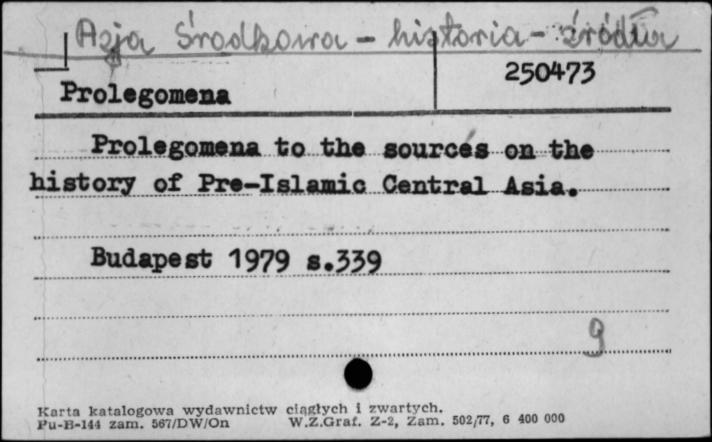 Azja Środkowa - historia - źródła
250473
Prolegomena
Prolegomena to the sources on the
history of Pre-Islamic Central Asia.
Budapest 1979 s.339
9
Karta katalogowa wydawnictw ciągłych i zwartych.
Pu-B-144 zam. 567/DW/On W.Z.Graf. Z-2, Zam. 502/77, 6 400 000